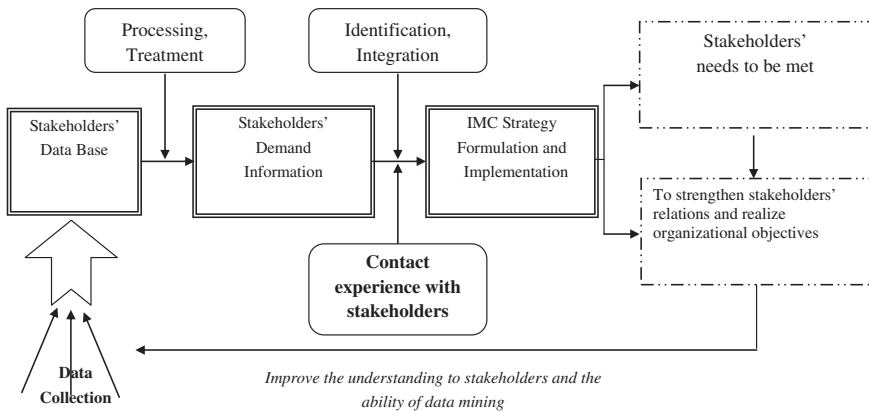 Processing,
Treatment
Identification,
Integration
Stakeholders'
needs to be met
Stakeholders'
Data Base
Stakeholders'
Demand
Information
IMC Strategy
Formulation and
Implementation
To strengthen stakeholders'
relations and realize
organizational objectives
Contact
experience with
stakeholders
Data
Collection
Improve the understanding to stakeholders and the
ability of data mining